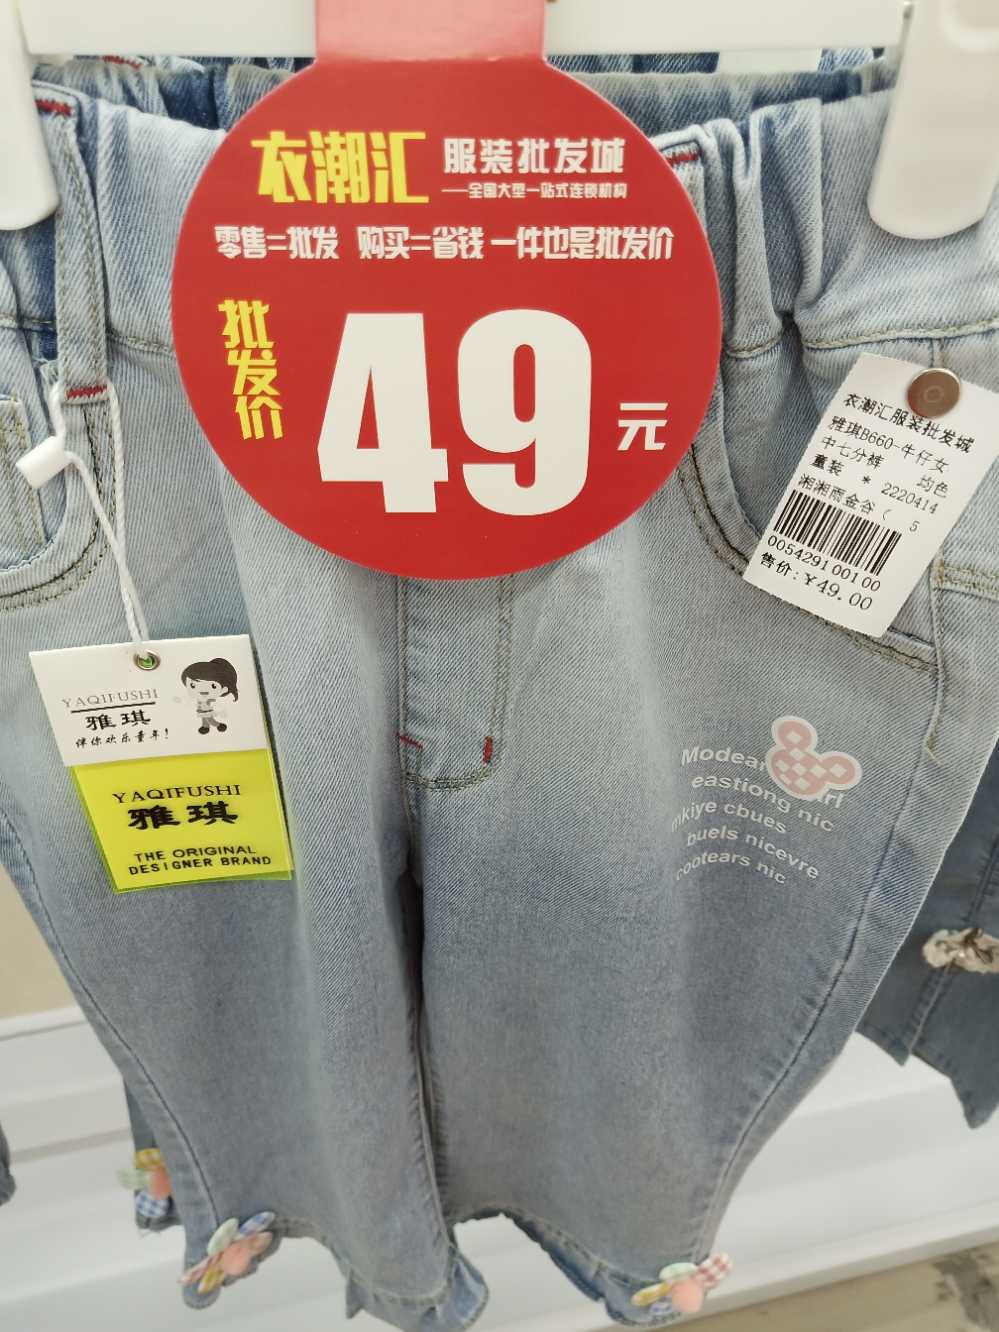 衣潮汇 服装批发城
——全国大型一站式连锁机构
零售=批发 购买=省钱 一件也是批发价
批发价
49元
衣潮汇服装批发城
雅琪B660-牛仔女
中七分裤 均色
童装 * 2220414
湘湘雨金谷( 5
005429100100
售价:¥49.00
YAQIFUSHI
雅琪
伴你欢乐童年!
YAQIFUSHI
雅琪
THE ORIGINAL
DESIGNER BRAND
Modear
eastiong nic
nkiye cbues
buels nicevre
cootears nic